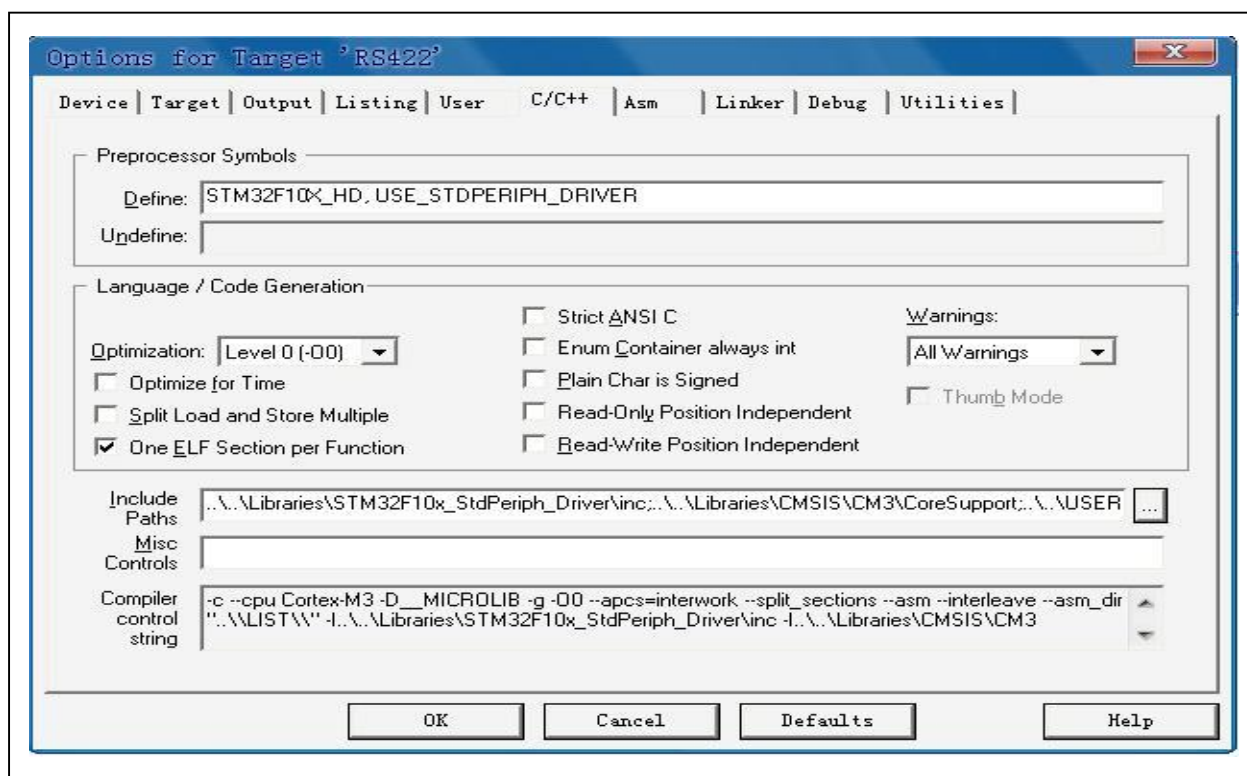 Options for Target 'RS422'
Device Target Output Listing User C/C++ Asm Linker Debug Utilities
Preprocessor Symbols
Define: STM32F10X_HD, USE_STDPERIPH_DRIVER
Undefine:
Language / Code Generation
Optimization: Level 0 (-O0)
Optimize for Time
Split Load and Store Multiple
One ELF Section per Function
Strict ANSI C
Enum Container always int
Plain Char is Signed
Read-Only Position Independent
Read-Write Position Independent
Warnings:
All Warnings
Thumb Mode
Include Paths ..\..\Libraries\STM32F10x_StdPeriph_Driver\inc;..\..\Libraries\CMSIS\CM3\CoreSupport;..\..\USER ...
Misc Controls
Compiler control string
-c --cpu Cortex-M3 -D__MICROLIB -g -O0 --apcs=interwork --split_sections --asm --interleave --asm_dir
"..\\LIST\\" -I..\..\Libraries\STM32F10x_StdPeriph_Driver\inc -I..\..\Libraries\CMSIS\CM3
OK Cancel Defaults Help